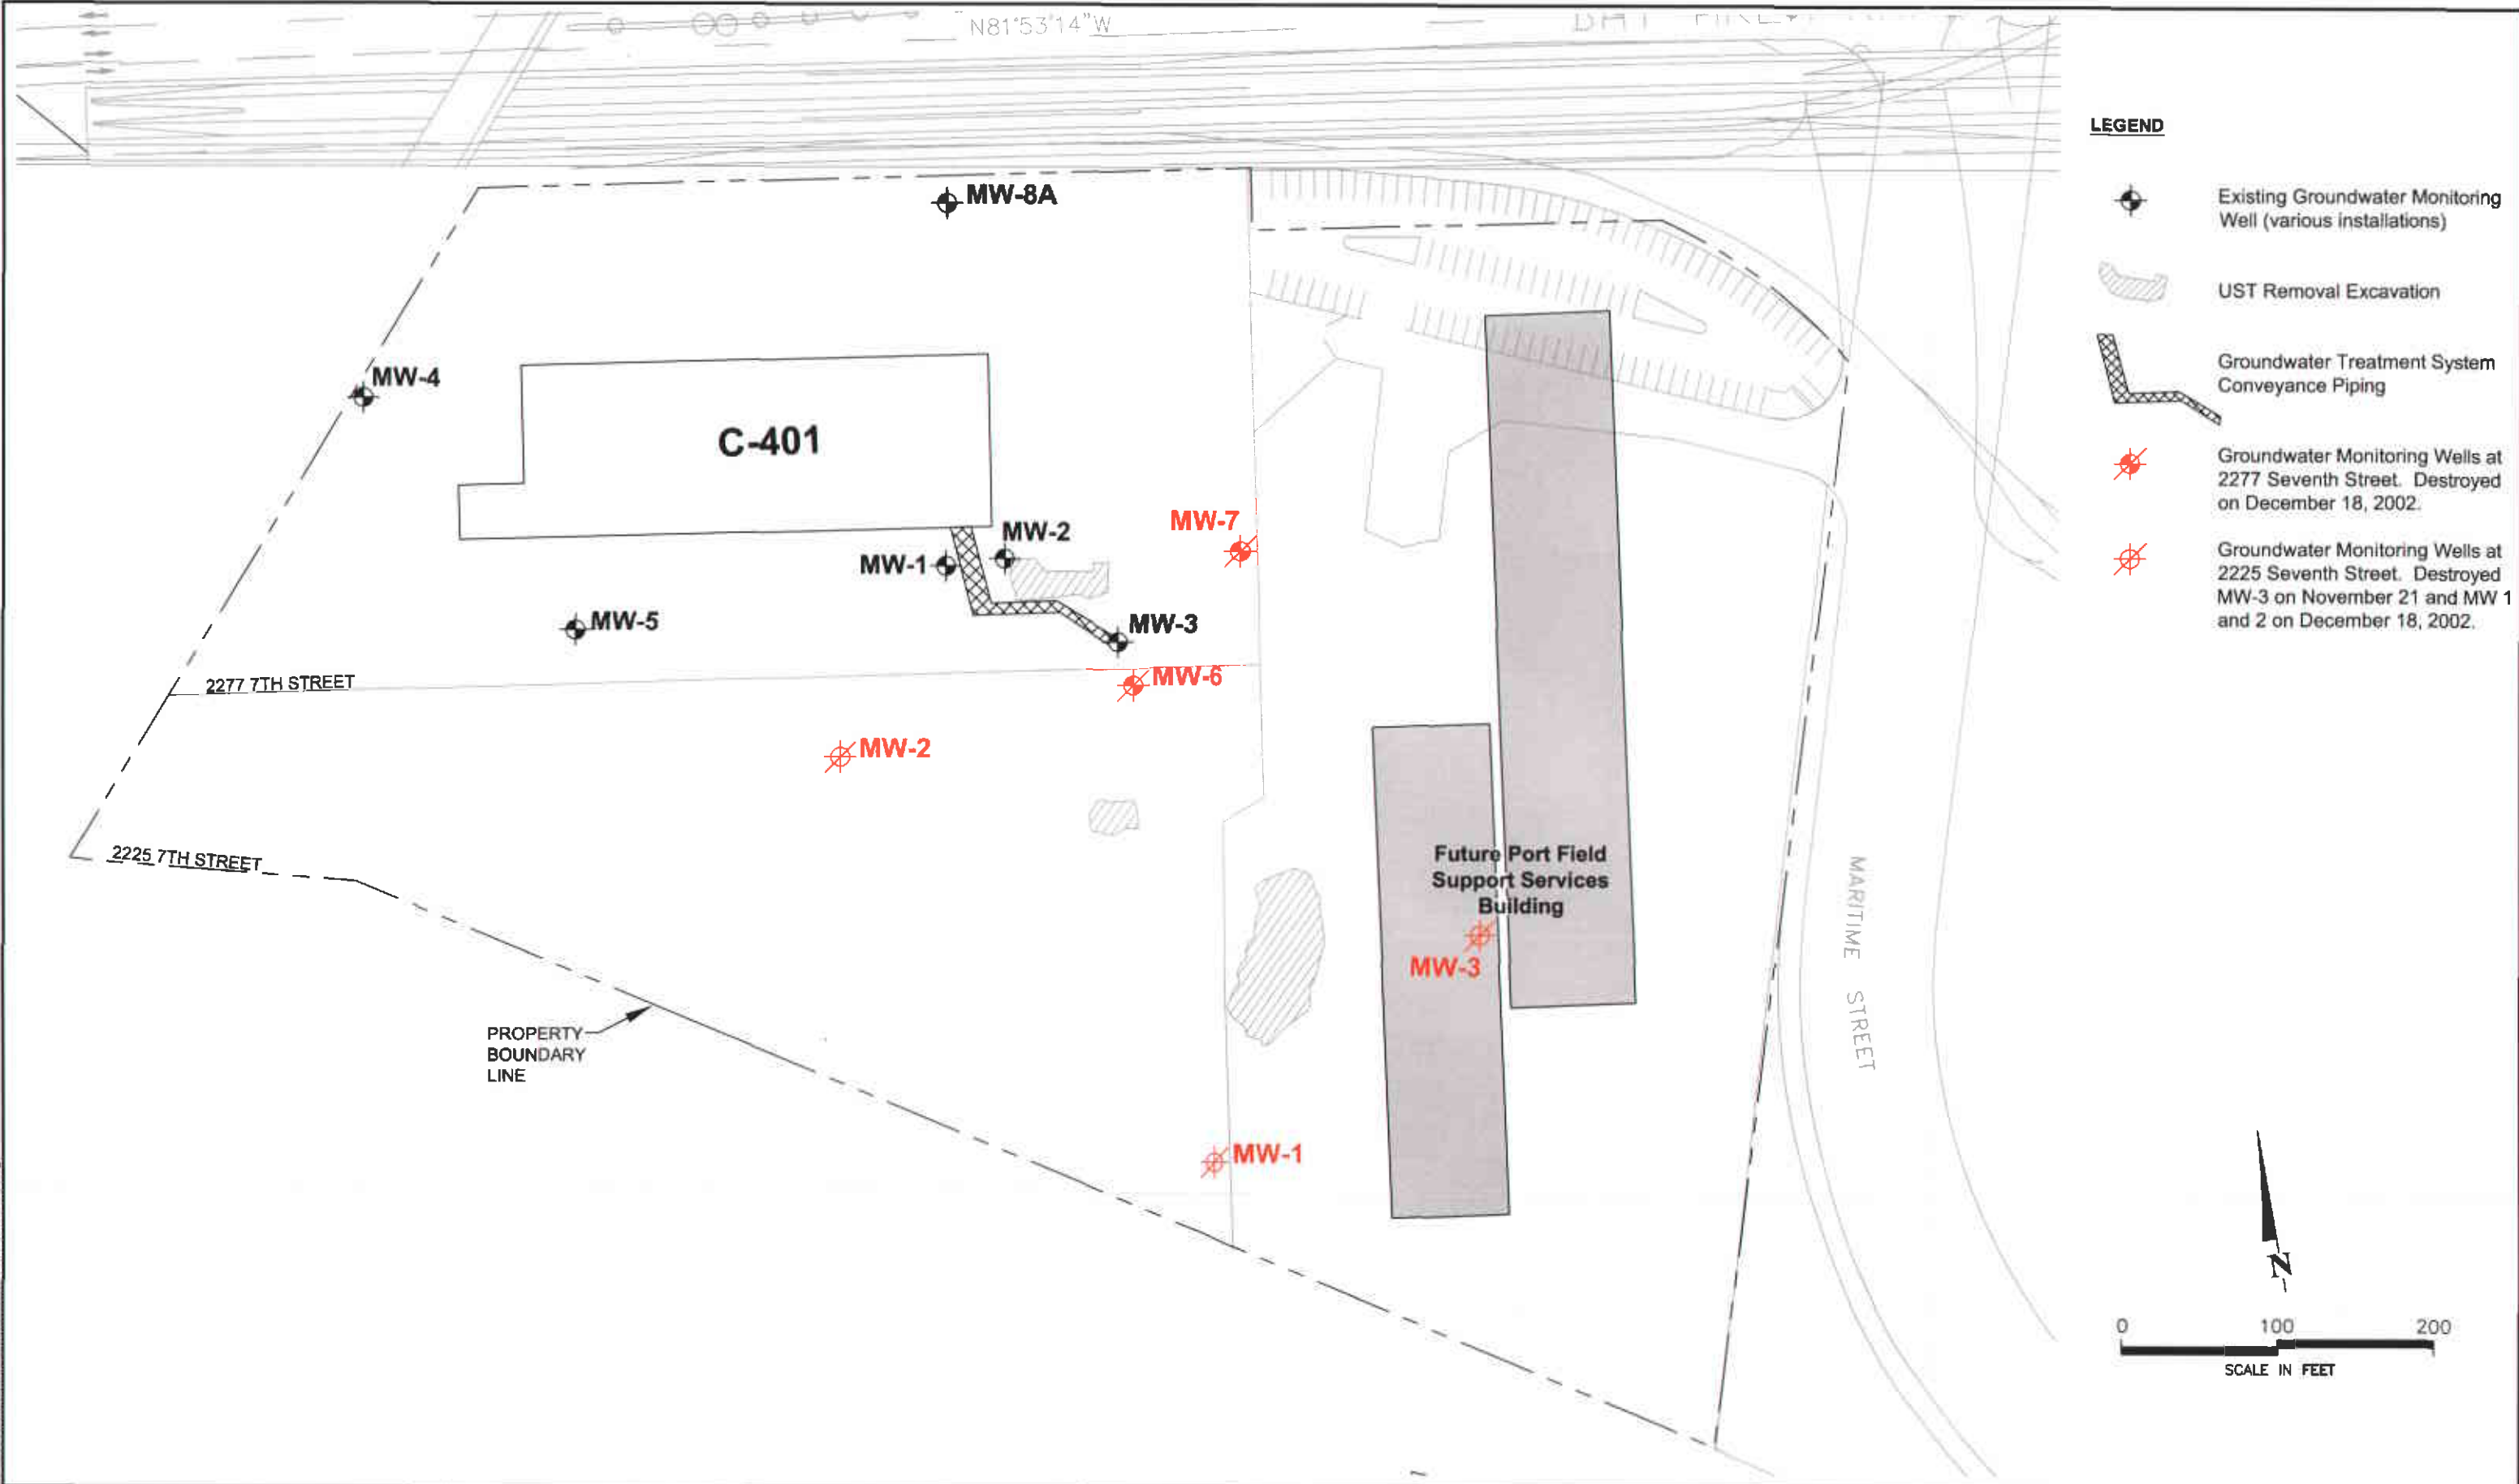 N81°53'14"W
LEGEND
Existing Groundwater Monitoring
Well (various installations)
UST Removal Excavation
Groundwater Treatment System
Conveyance Piping
Groundwater Monitoring Wells at
2277 Seventh Street. Destroyed
on December 18, 2002.
Groundwater Monitoring Wells at
2225 Seventh Street. Destroyed
MW-3 on November 21 and MW 1
and 2 on December 18, 2002.
MW-8A
MW-4
C-401
MW-7
MW-2
MW-1
MW-5
MW-3
MW-6
2277 7TH STREET
MW-2
2225 7TH STREET
Future Port Field
Support Services
Building
MW-3
MARITIME STREET
PROPERTY
BOUNDARY
LINE
MW-1
N
0 100 200
SCALE IN FEET